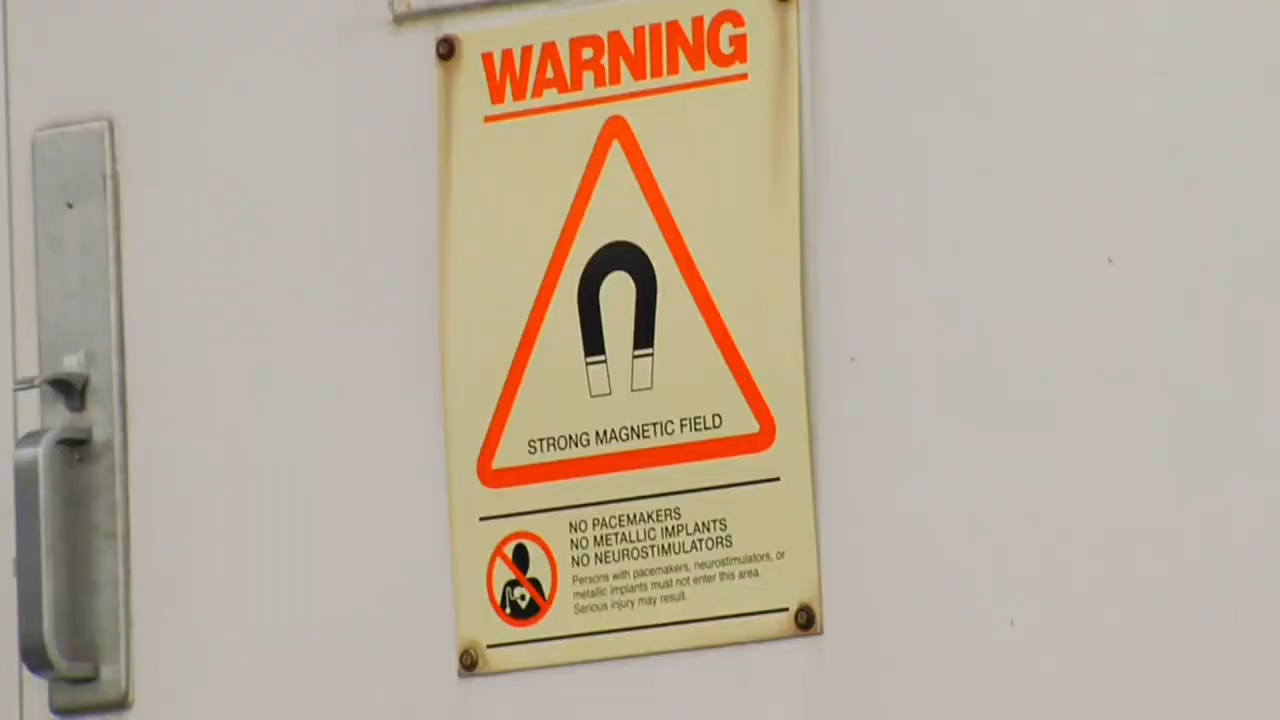 WARNING
STRONG MAGNETIC FIELD
NO PACEMAKERS
NO METALLIC IMPLANTS
NO NEUROSTIMULATORS
Persons with pacemakers, neurostimulators, or
metallic implants must not enter this area.
Serious injury may result.